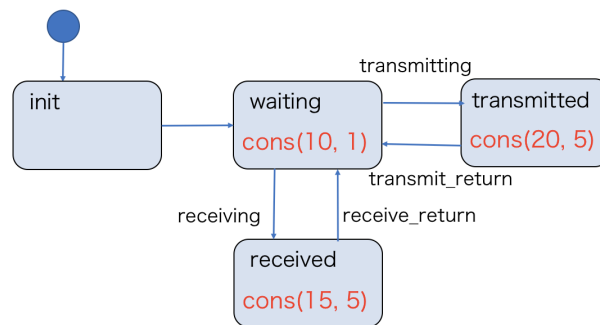 transmitting
init
waiting
cons(10, 1)
transmitted
cons(20, 5)
transmit_return
receiving
receive_return
received
cons(15, 5)